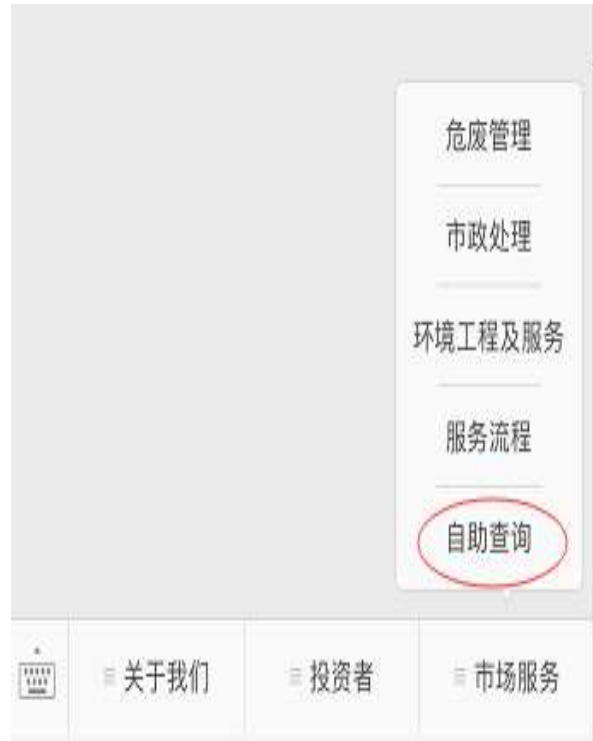 危废管理
市政处理
环境工程及服务
服务流程
自助查询
关于我们
投资者
市场服务